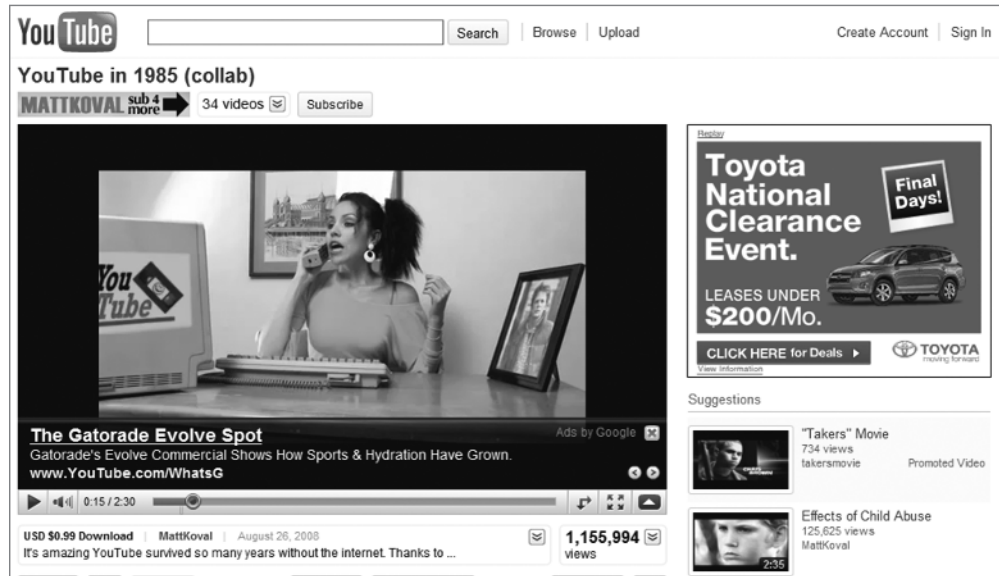 YouTube
Search
Browse
Upload
Create Account
Sign In
YouTube in 1985 (collab)
MATTKOVAL sub 4 more
34 videos
Subscribe
You
Tube
The Gatorade Evolve Spot
Ads by Google
Gatorade's Evolve Commercial Shows How Sports & Hydration Have Grown.
www.YouTube.com/WhatsG
0:15 / 2:30
USD $0.99 Download
MattKoval
August 26, 2008
It's amazing YouTube survived so many years without the internet. Thanks to ...
1,155,994
views
Replay
Toyota
National
Clearance
Event.
Final
Days!
LEASES UNDER
$200/Mo.
CLICK HERE for Deals
TOYOTA
moving forward
View Information
Suggestions
"Takers" Movie
734 views
takersmovie
Promoted Video
Effects of Child Abuse
125,625 views
MattKoval
2:35